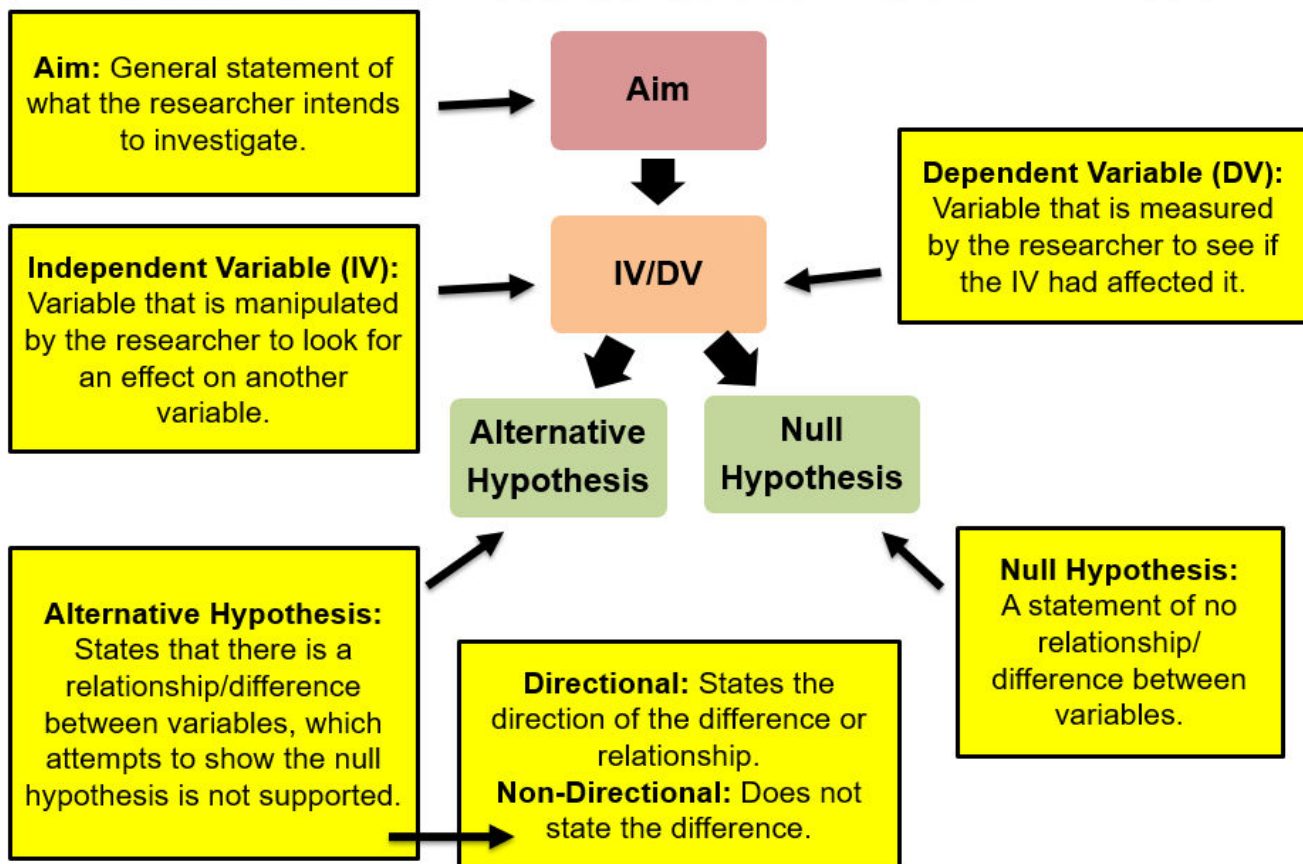 Aim: General statement of
what the researcher intends
to investigate.
Aim
Dependent Variable (DV):
Variable that is measured
by the researcher to see if
the IV had affected it.
Independent Variable (IV):
Variable that is manipulated
by the researcher to look for
an effect on another
variable.
IV/DV
Alternative
Hypothesis
Null
Hypothesis
Alternative Hypothesis:
States that there is a
relationship/difference
between variables, which
attempts to show the null
hypothesis is not supported.
Directional: States the
direction of the difference or
relationship.
Non-Directional: Does not
state the difference.
Null Hypothesis:
A statement of no
relationship/
difference between
variables.